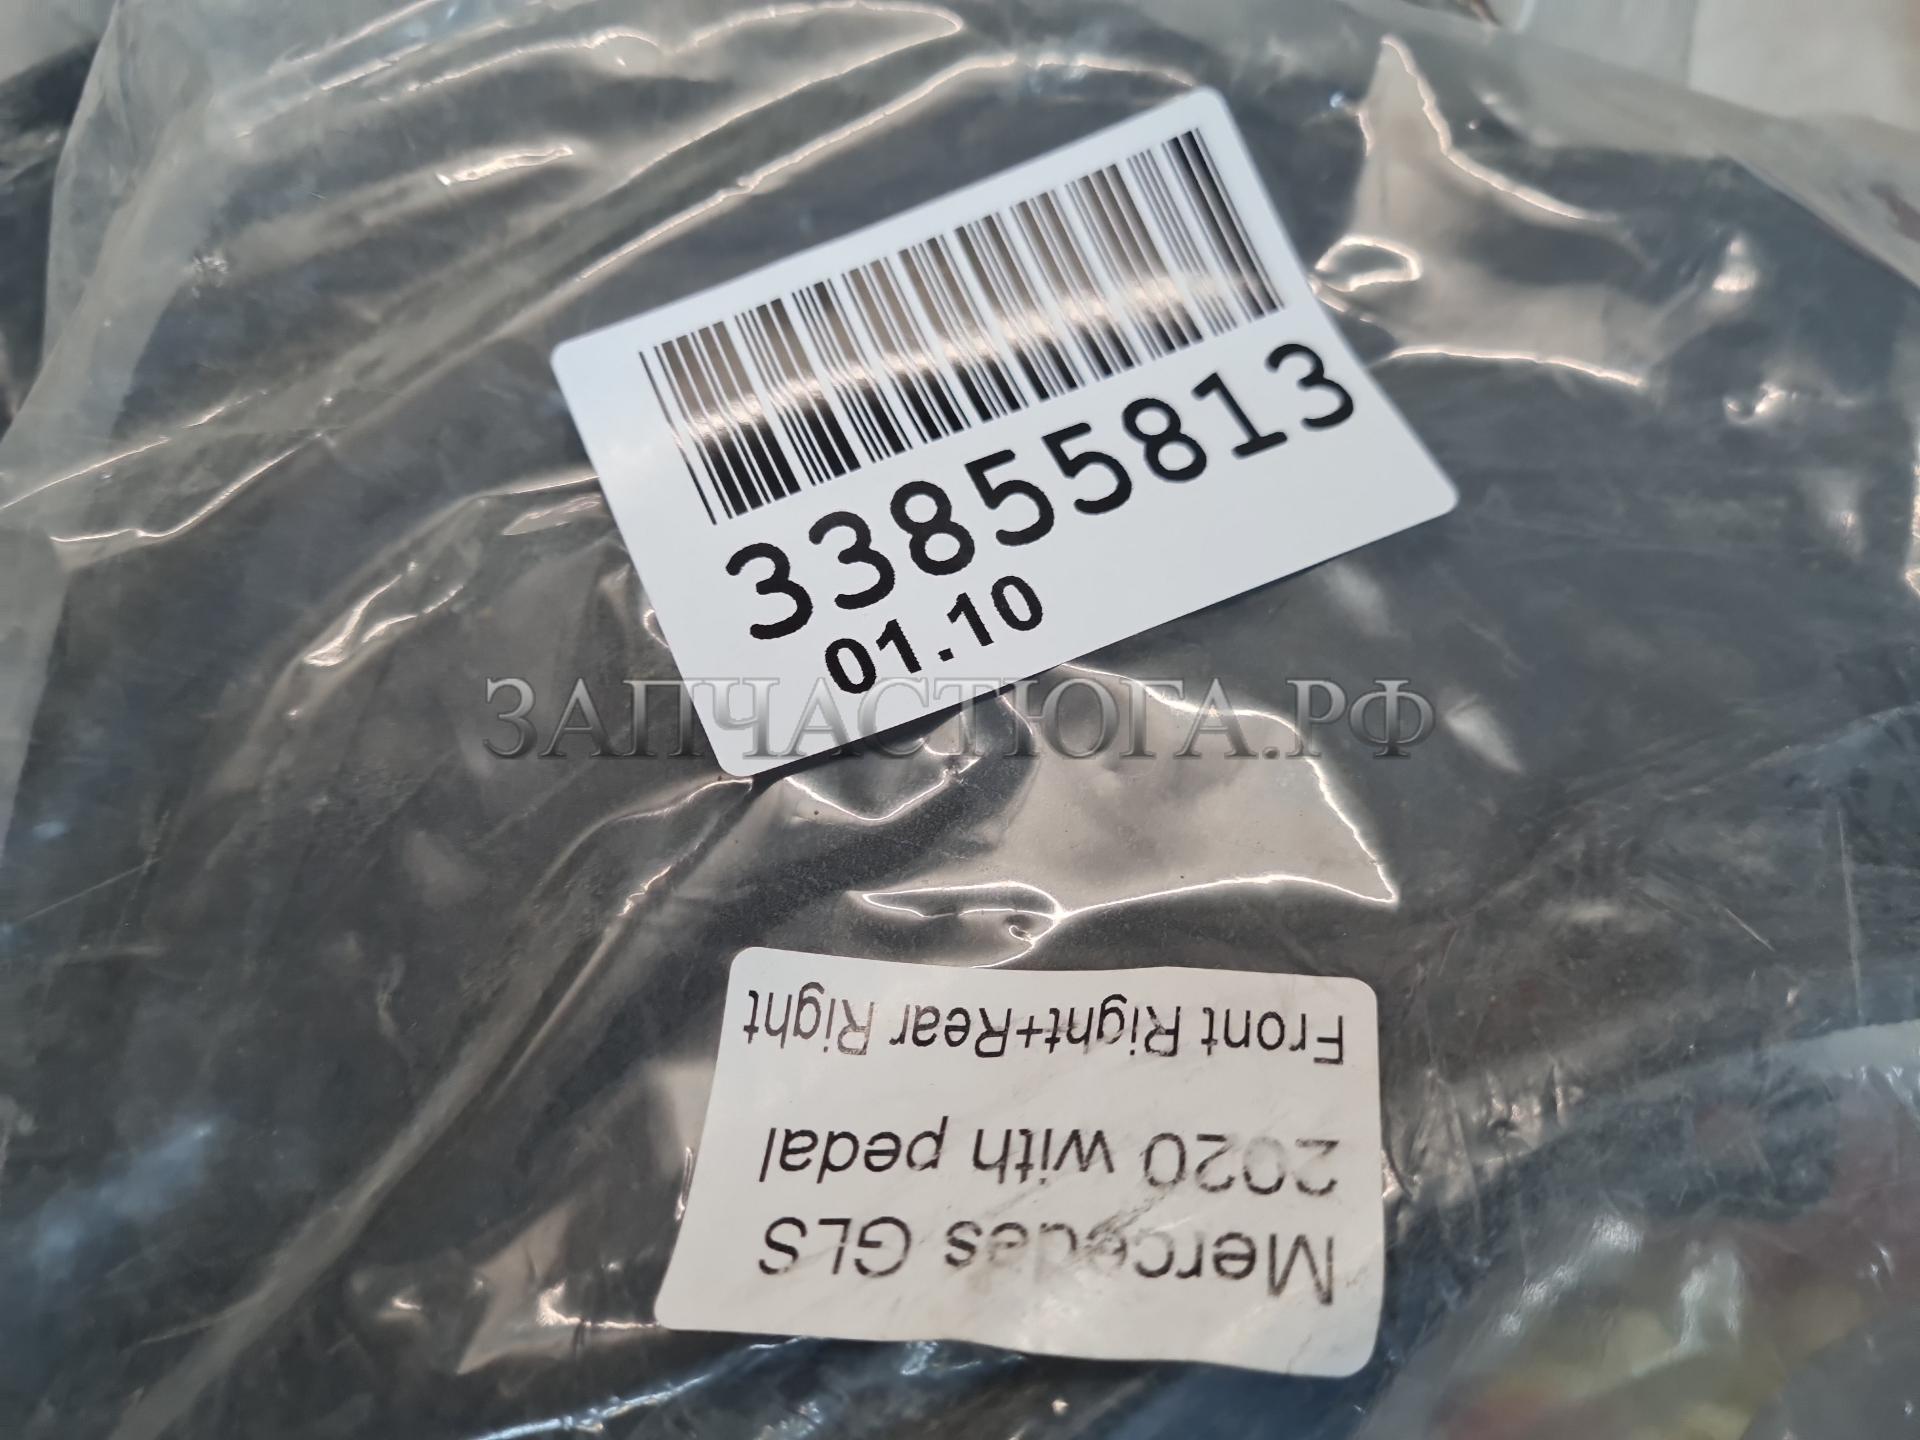 33855813
01.10
ЗАПЧАСТЮГА.РФ
Mercedes GLS
2020 with pedal
Front Right+Rear Right